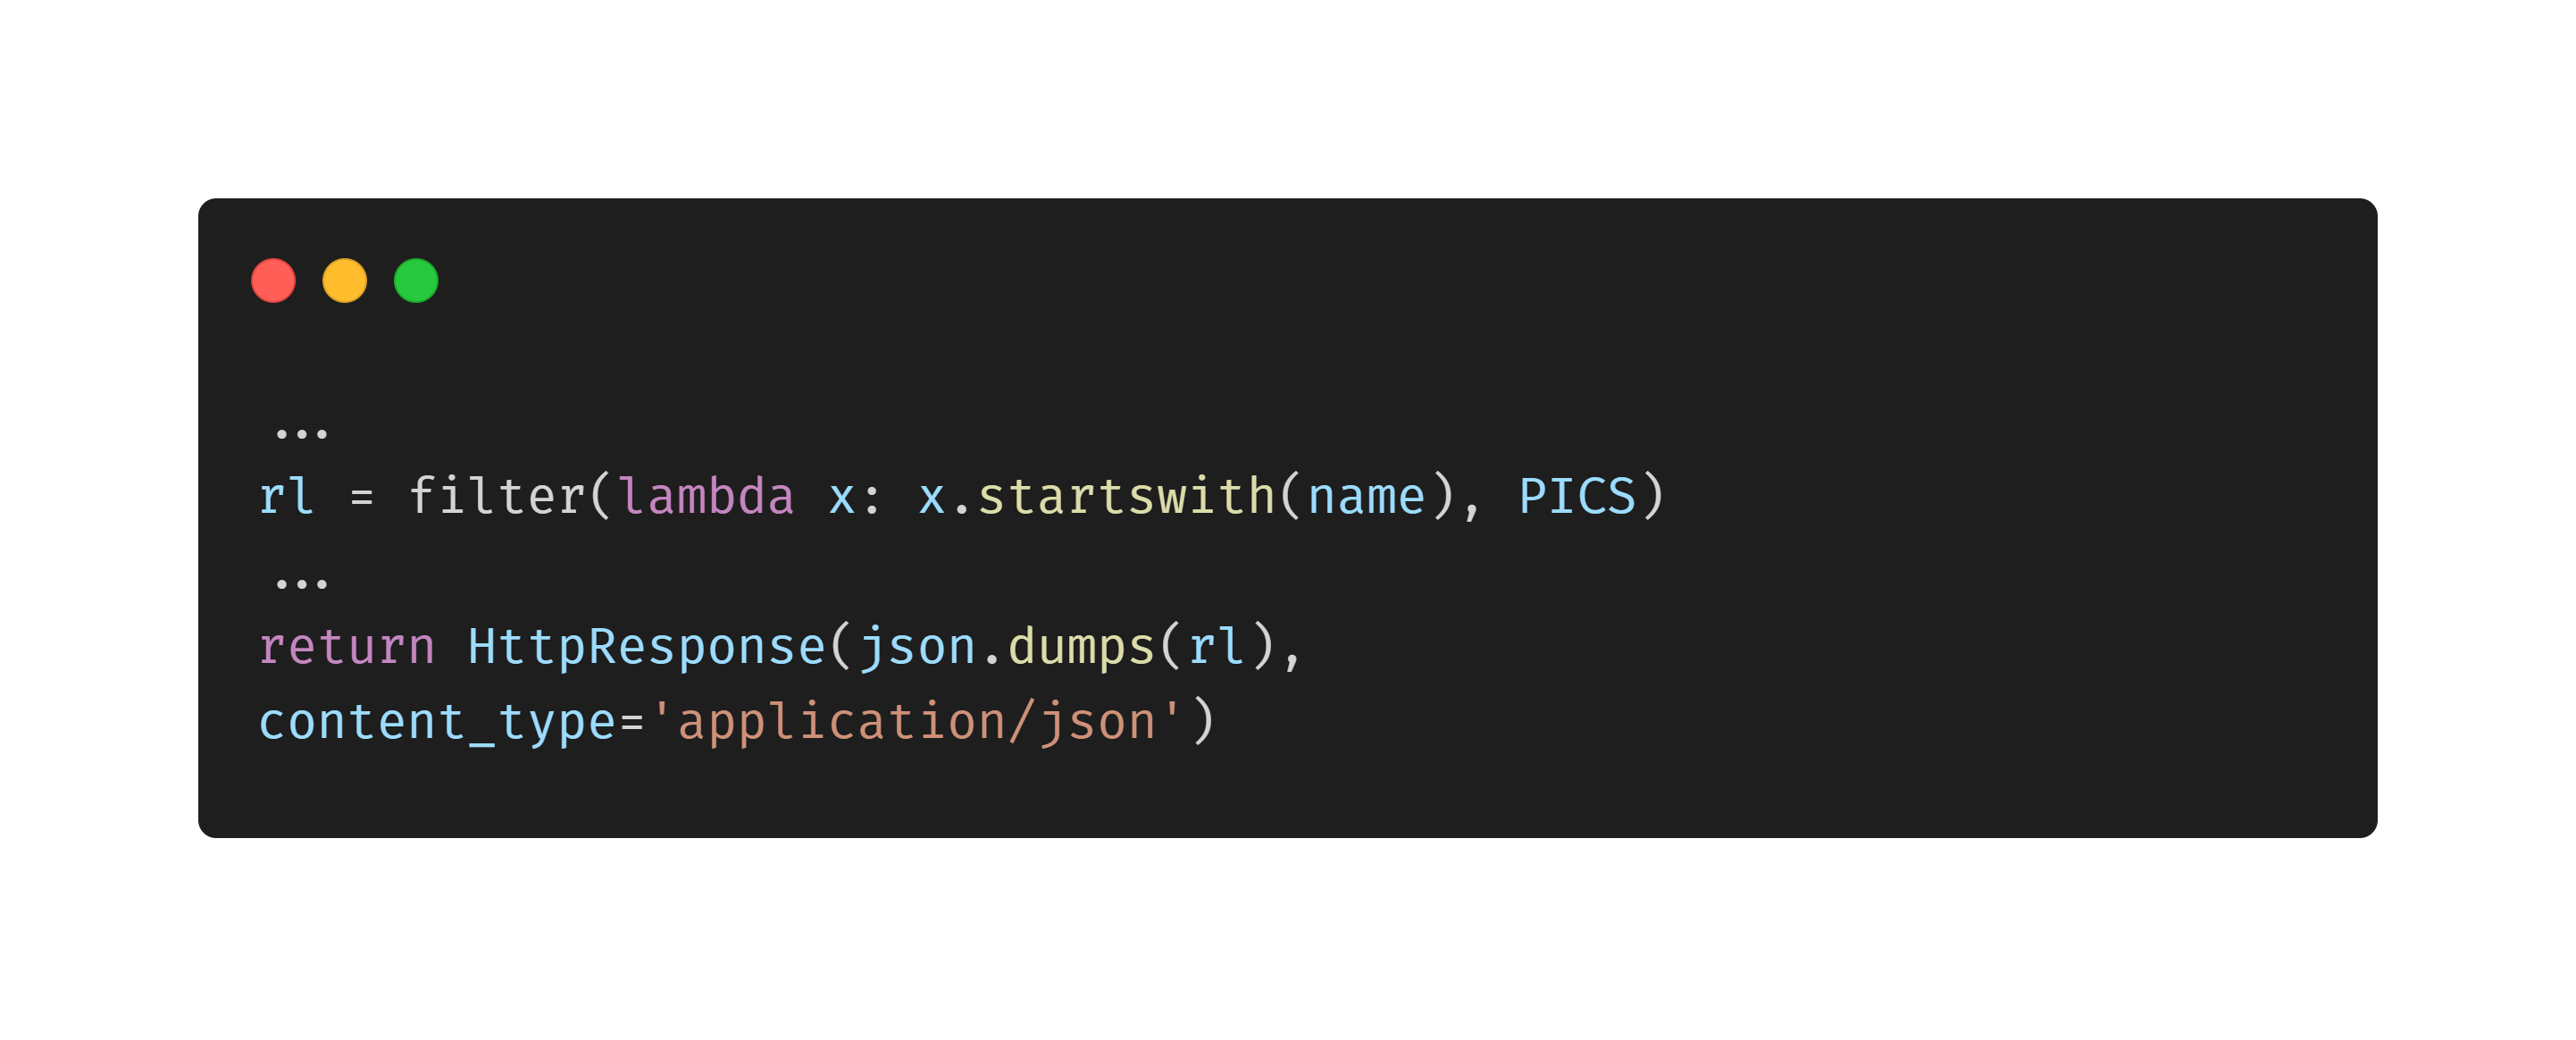 ...
rl = filter(lambda x: x.startswith(name), PICS)
...
return HttpResponse(json.dumps(rl),
content_type='application/json')